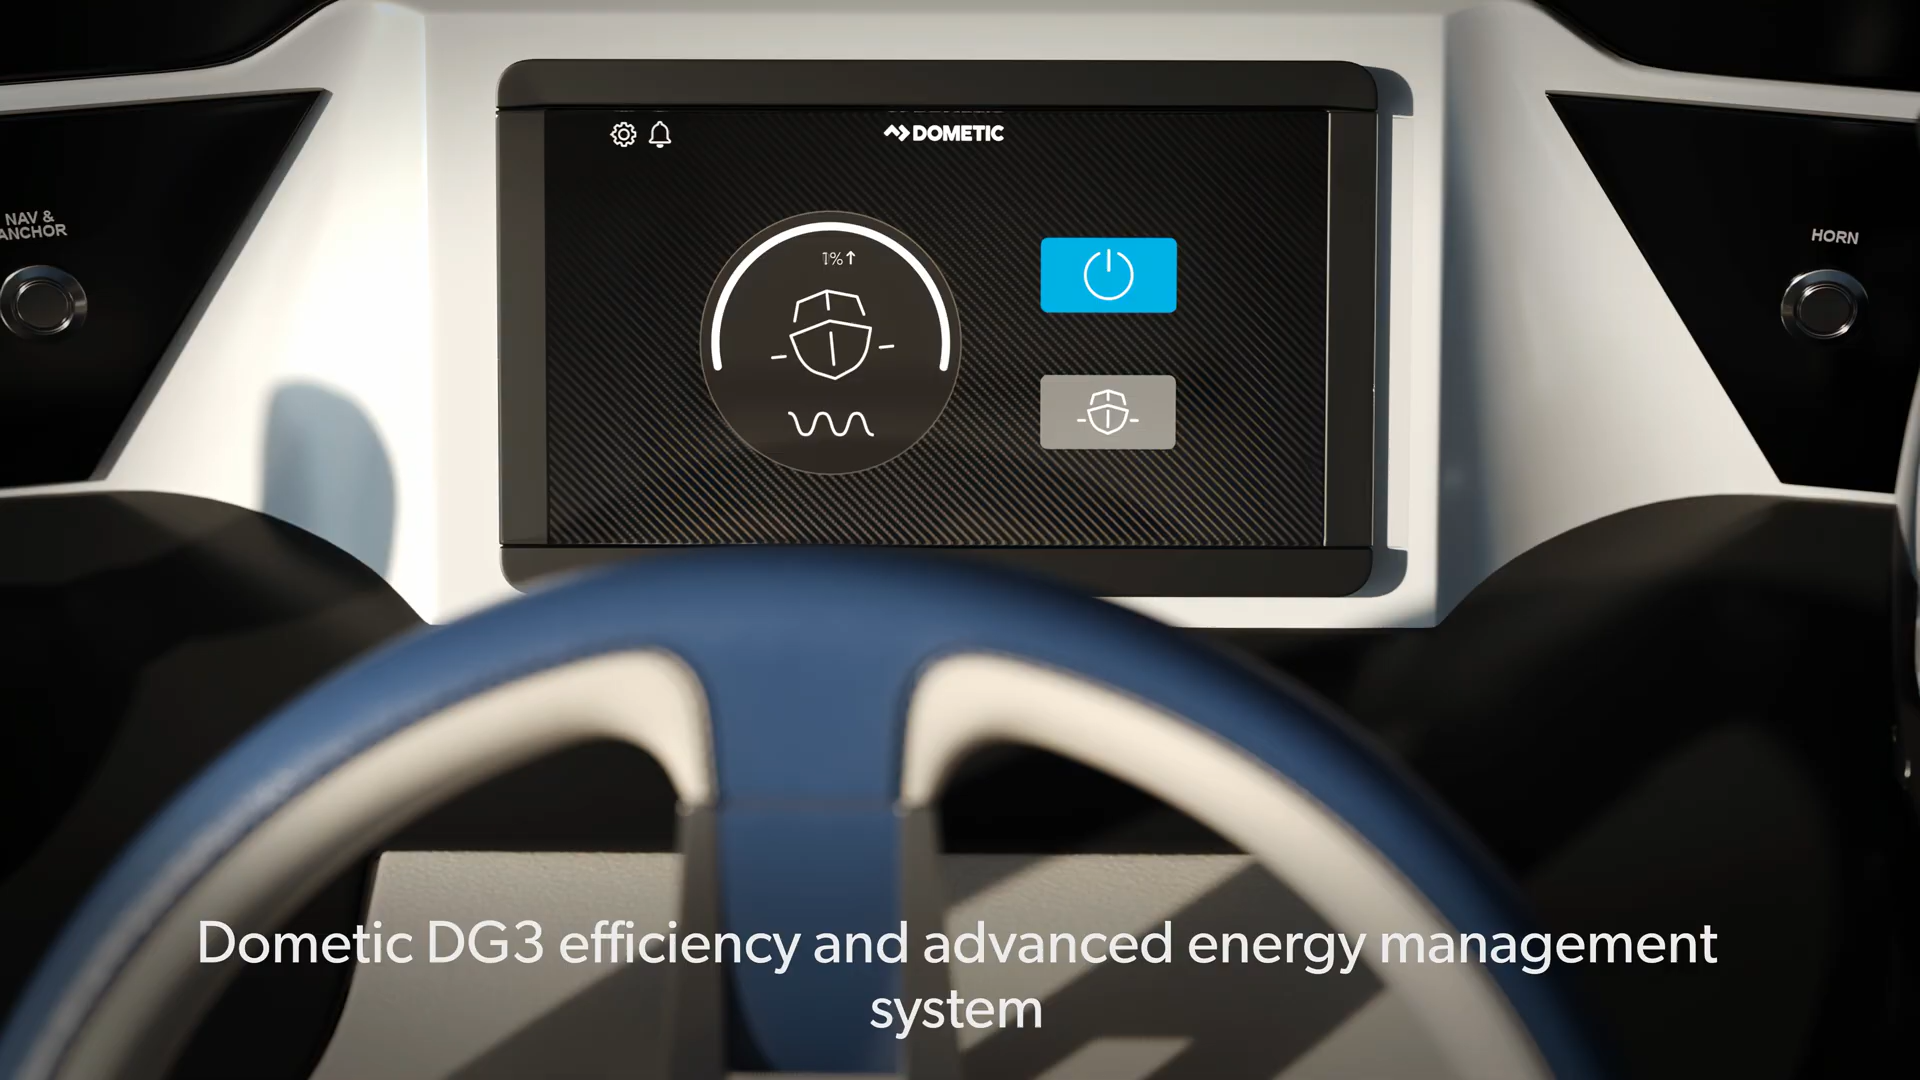 DOMETIC
NAV &
ANCHOR
HORN
1%↑
Dometic DG3 efficiency and advanced energy management
system